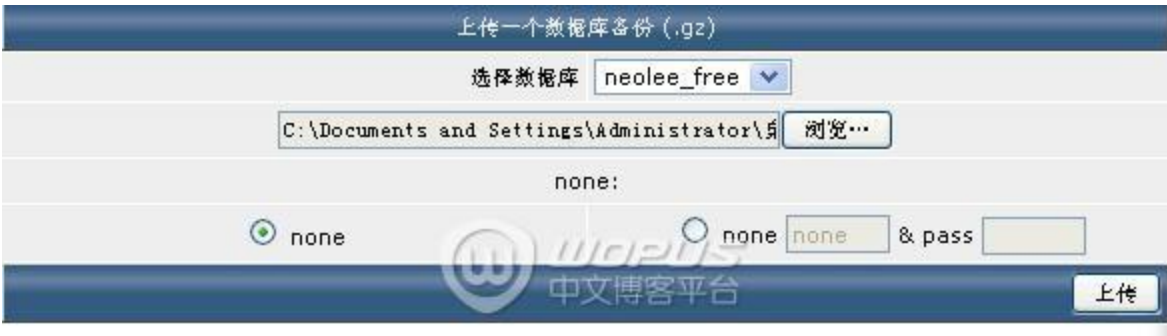 上传一个数据库备份 (.gz)
选择数据库 neolee_free
C:\Documents and Settings\Administrator\ 浏览…
none:
none none none & pass
WOPUS
中文博客平台
上传